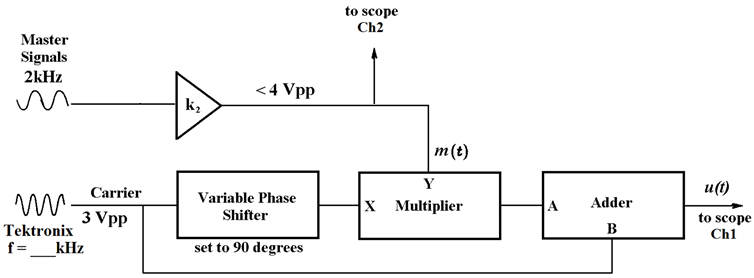 to scope
Ch2
Master
Signals
2kHz
k2
< 4 Vpp
m(t)
Carrier
3 Vpp
Tektronix
f = ___kHz
Variable Phase
Shifter
set to 90 degrees
X
Y
Multiplier
A
Adder
B
u(t)
to scope
Ch1